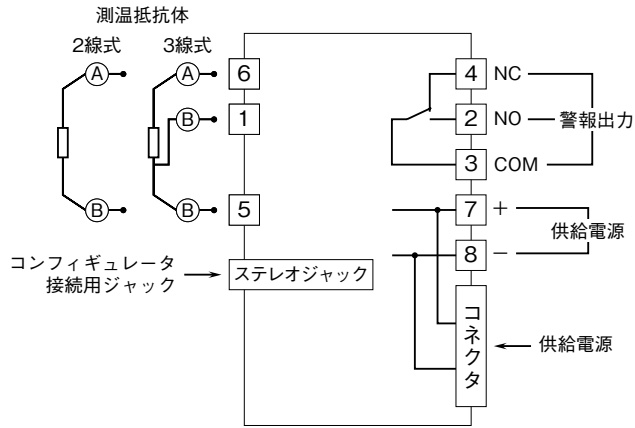 測温抵抗体
2線式
3線式
A
A
6
4
NC
B
1
2
NO
警報出力
3
COM
B
B
5
7
+
供給電源
8
−
コンフィギュレータ
接続用ジャック
ステレオジャック
コネクタ
供給電源